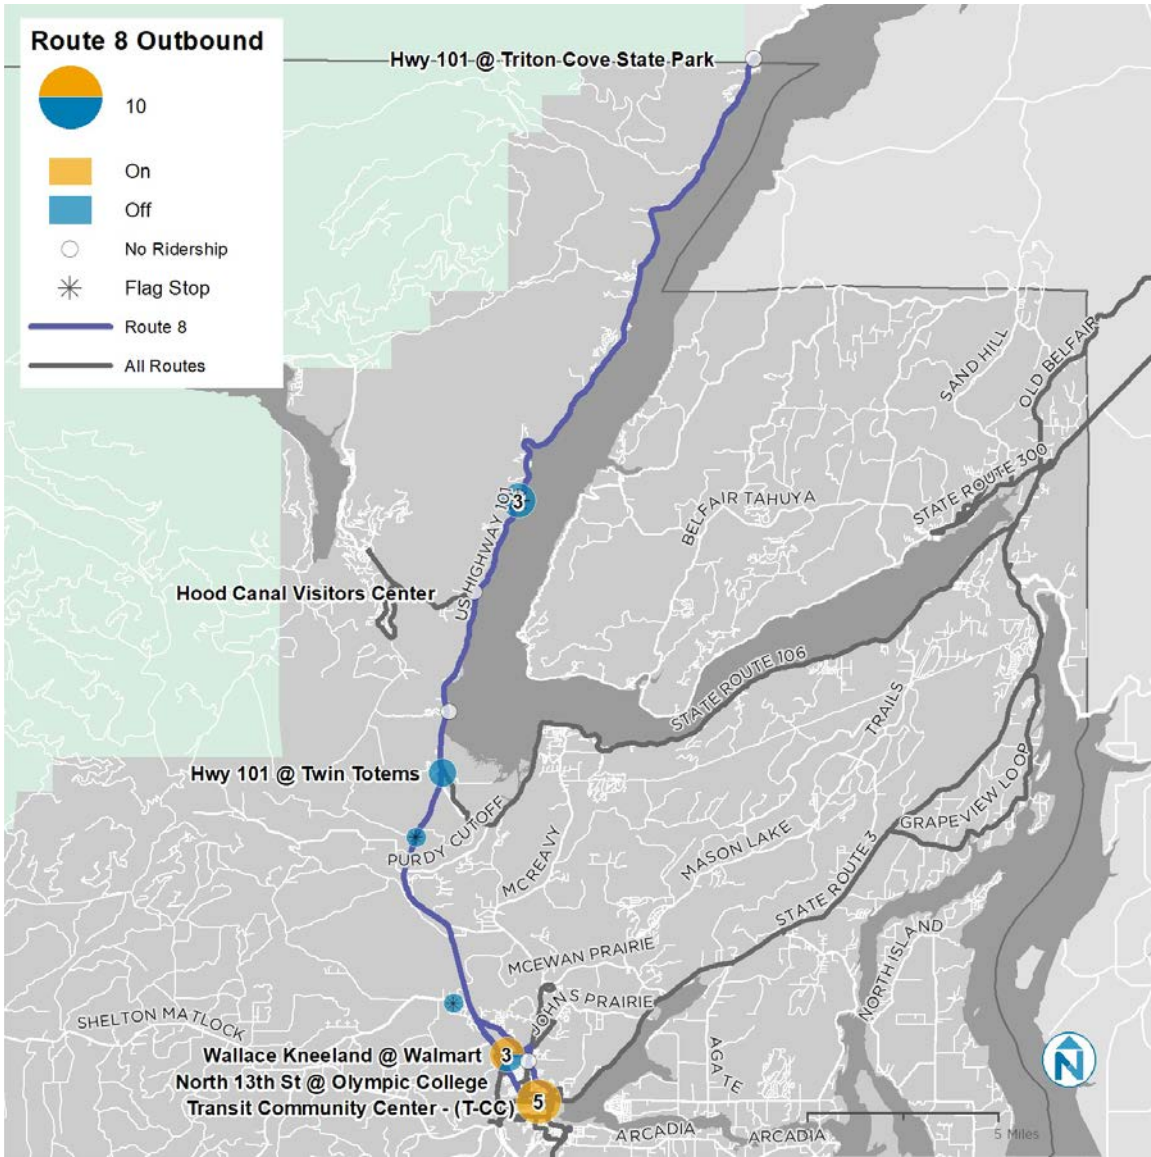 Route 8 Outbound
10
On
Off
No Ridership
Flag Stop
Route 8
All Routes
Hwy 101 @ Triton Cove State Park
SAND HILL
OLD BELFAIR
STATE ROUTE 300
BELFAIR TAHUYA
3
US HIGHWAY 101
Hood Canal Visitors Center
STATE ROUTE 106
TRAILS
Hwy 101 @ Twin Totems
GRAPEVIEW LOOP
PURDY CUTOFF
MCREAVY
MASON LAKE
STATE ROUTE 3
MCEWAN PRAIRIE
NORTH ISLAND
JOHNS PRAIRIE
SHELTON MATLOCK
Wallace Kneeland @ Walmart
3
North 13th St @ Olympic College
Transit Community Center - (T-CC)
5
AGATE
ARCADIA
ARCADIA
N
5 Miles